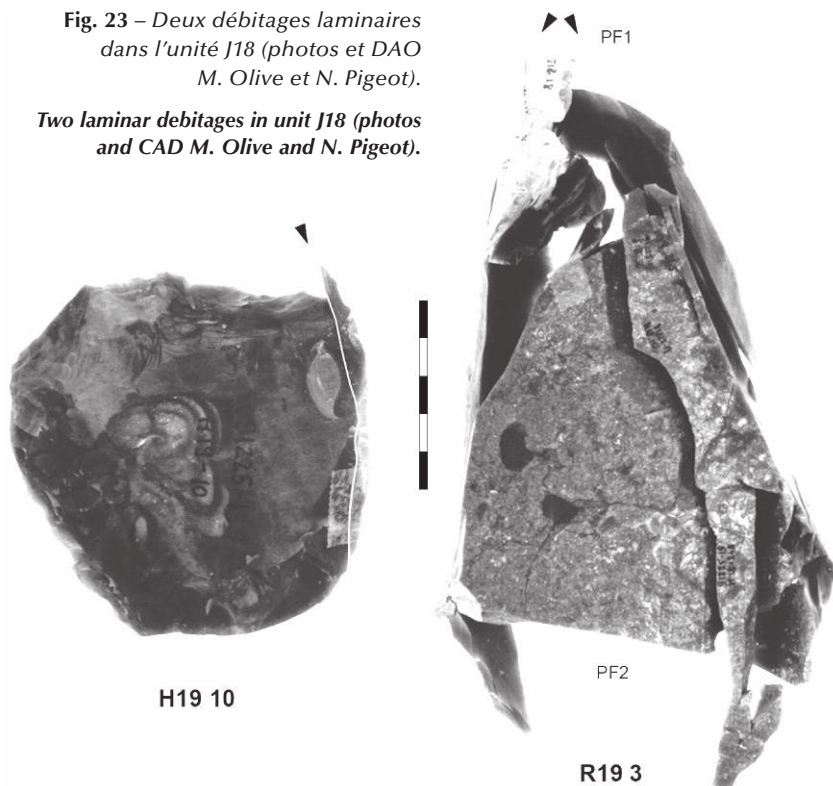 Fig. 23 – Deux débitages laminaires
dans l’unité J18 (photos et DAO
M. Olive et N. Pigeot).
Two laminar debitages in unit J18 (photos
and CAD M. Olive and N. Pigeot).
PF1
H19 10
PF2
R19 3